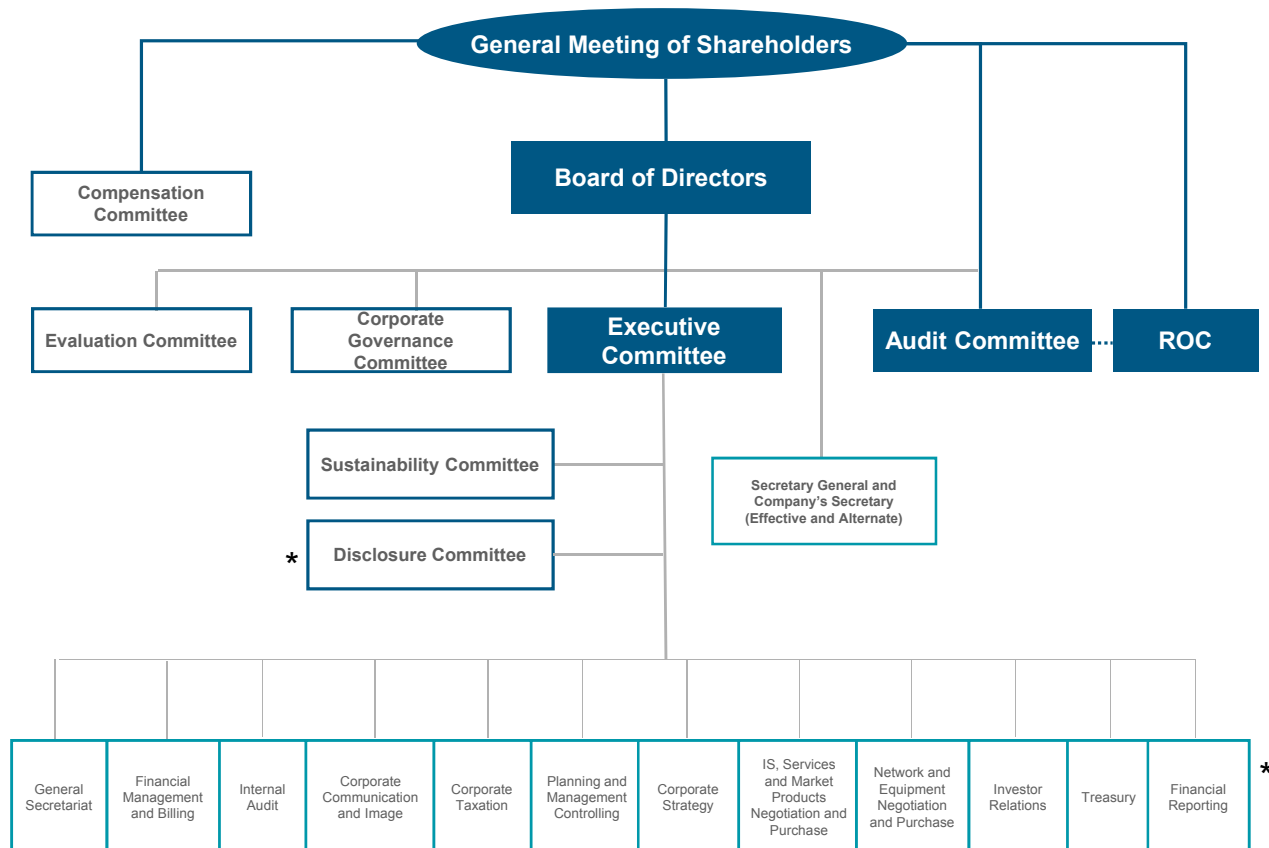 General Meeting of Shareholders
Board of Directors
Compensation
Committee
Evaluation Committee
Corporate
Governance
Committee
Executive
Committee
Audit Committee
ROC
Sustainability Committee
Secretary General and
Company's Secretary
(Effective and Alternate)
*
Disclosure Committee
General
Secretariat
Financial
Management
and Billing
Internal
Audit
Corporate
Communication
and Image
Corporate
Taxation
Planning and
Management
Controlling
Corporate
Strategy
IS, Services
and Market
Products
Negotiation and
Purchase
Network and
Equipment
Negotiation
and Purchase
Investor
Relations
Treasury
Financial
Reporting
*